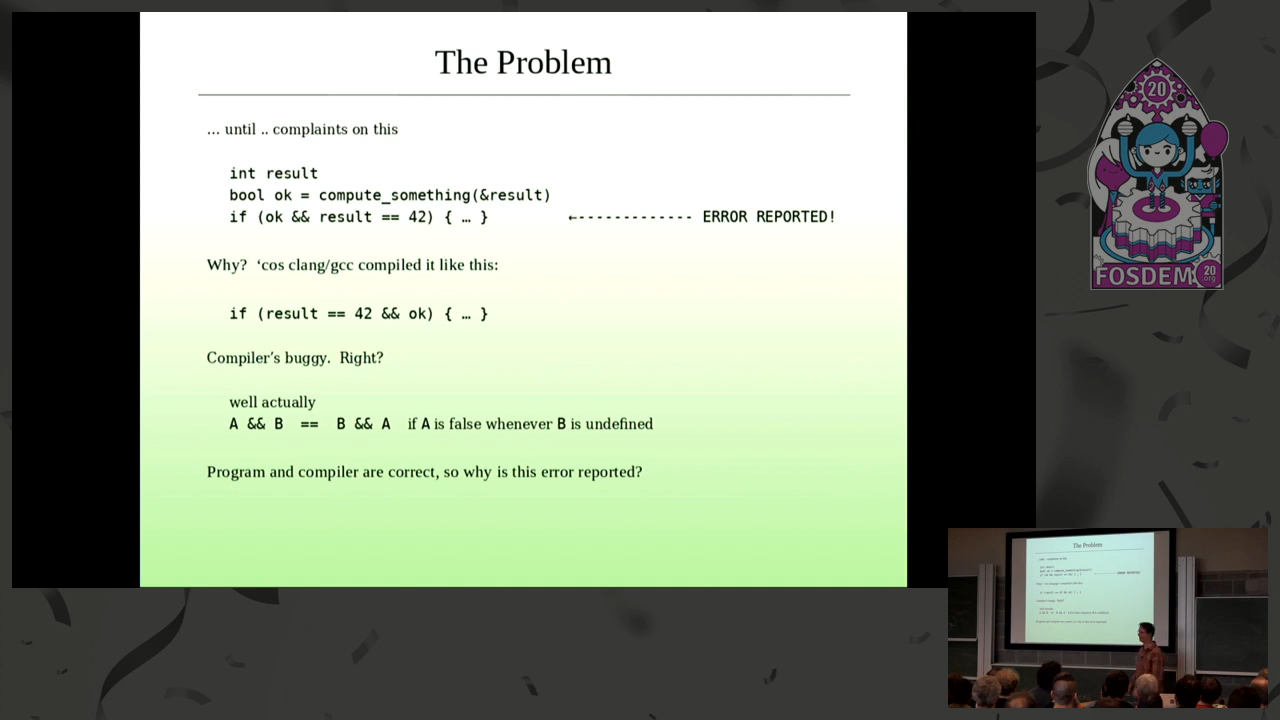 The Problem
... until .. complaints on this
int result
bool ok = compute_something(&result)
if (ok && result == 42) { … } ←------------- ERROR REPORTED!
Why? ‘cos clang/gcc compiled it like this:
if (result == 42 && ok) { … }
Compiler’s buggy. Right?
well actually
A && B == B && A if A is false whenever B is undefined
Program and compiler are correct, so why is this error reported?
20
FOSDEM
20
.org
The Problem